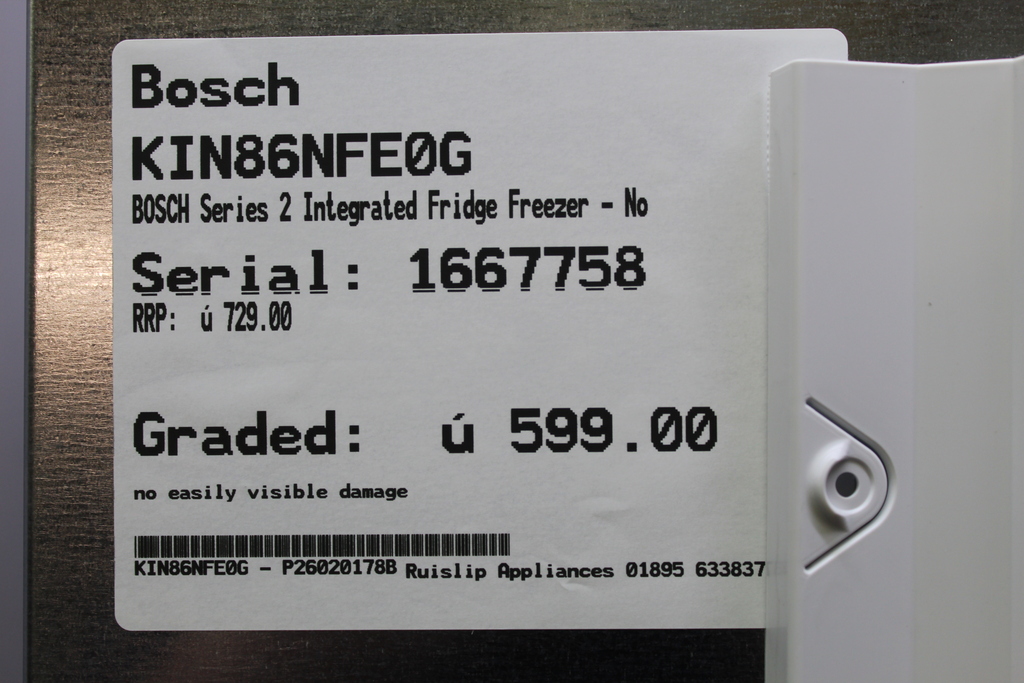 Bosch
KIN86NFE0G
BOSCH Series 2 Integrated Fridge Freezer - No
Serial: 1667758
RRP: ú 729.00
Graded: ú 599.00
no easily visible damage
KIN86NFE0G - P26020178B Ruislip Appliances 01895 633837